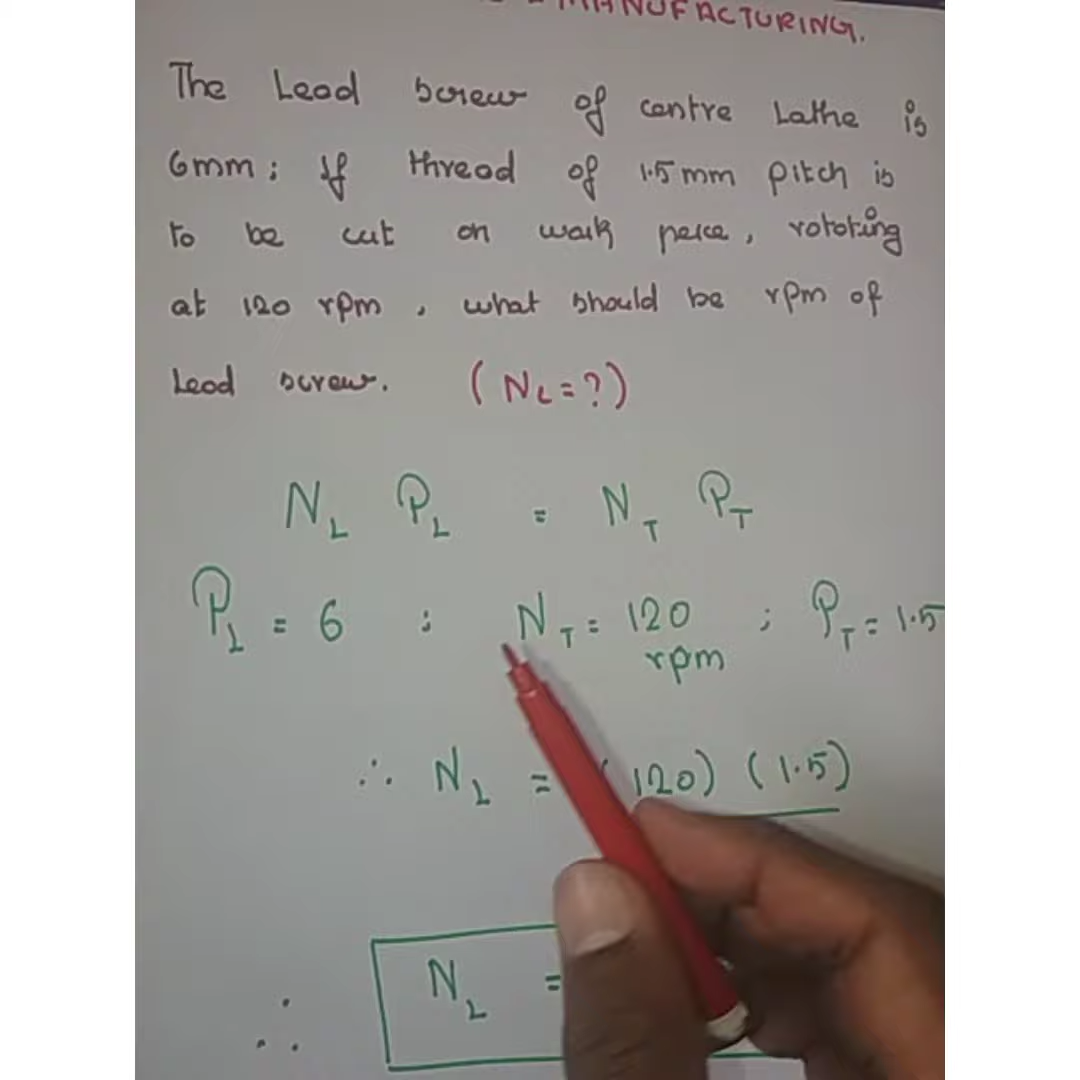 MANUFACTURING.
The Lead screw of centre Lathe is
6mm; If thread of 1.5mm pitch is
to be cut on work peice, rotating
at 120 rpm, what should be rpm of
Lead screw. (NL=?)
NL PL = NT PT
PL = 6 ; NT = 120 rpm ; PT = 1.5
∴ NL = (120) (1.5)
∴ NL =